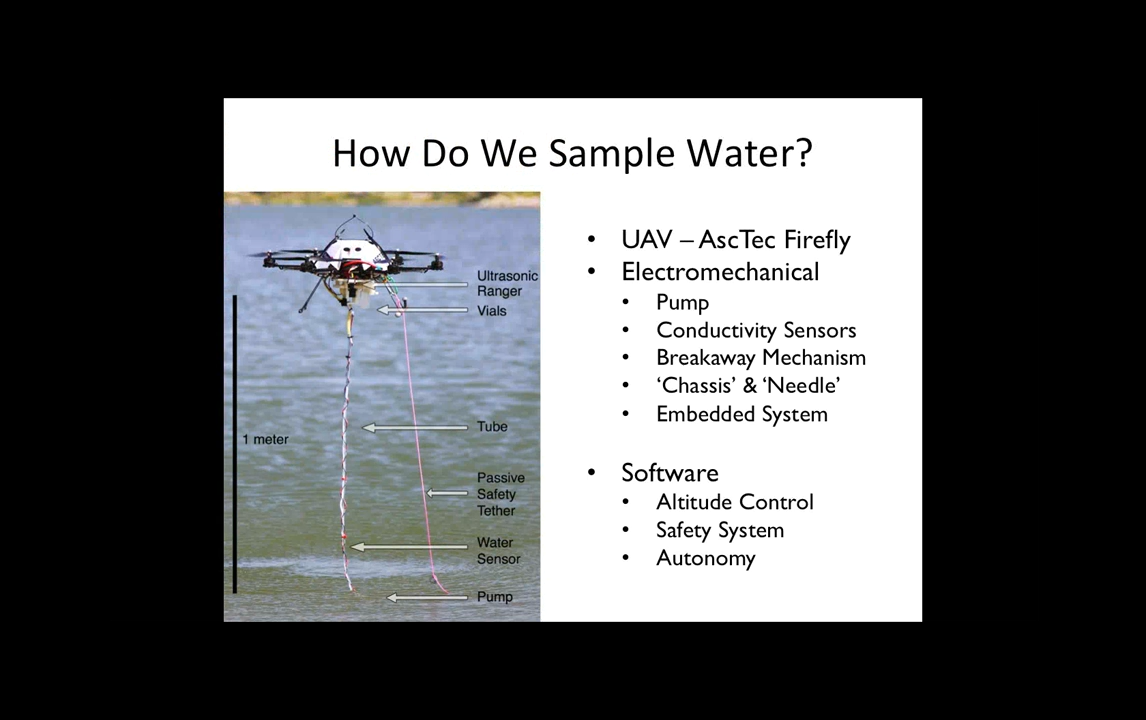 How Do We Sample Water?
Ultrasonic
Ranger
Vials
1 meter
Tube
Passive
Safety
Tether
Water
Sensor
Pump
• UAV – AscTec Firefly
• Electromechanical
• Pump
• Conductivity Sensors
• Breakaway Mechanism
• ‘Chassis’ & ‘Needle’
• Embedded System
• Software
• Altitude Control
• Safety System
• Autonomy